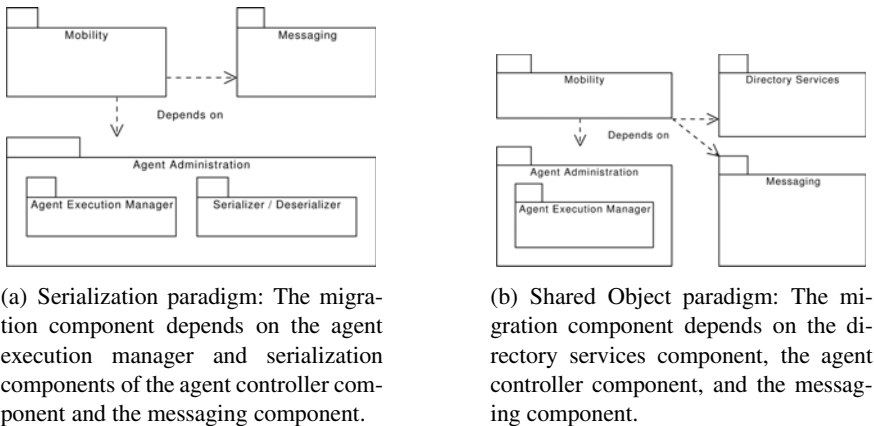 Mobility
Messaging
Depends on
Agent Administration
Agent Execution Manager
Serializer / Deserializer
(a) Serialization paradigm: The migra-
tion component depends on the agent
execution manager and serialization
components of the agent controller com-
ponent and the messaging component.
Mobility
Directory Services
Depends on
Agent Administration
Messaging
Agent Execution Manager
(b) Shared Object paradigm: The mi-
gration component depends on the di-
rectory services component, the agent
controller component, and the messag-
ing component.